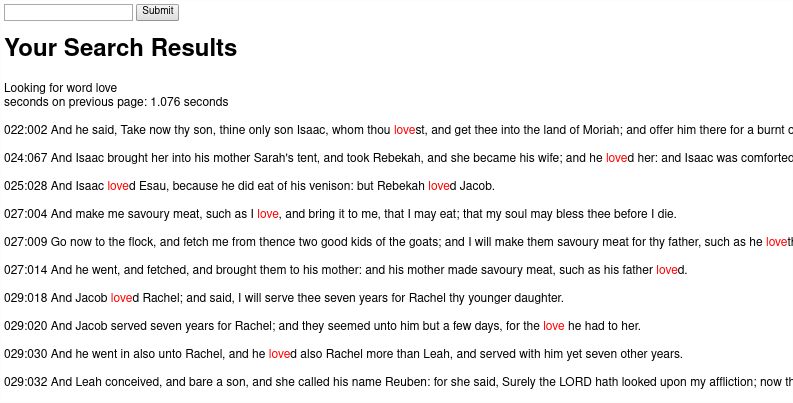 Submit
Your Search Results
Looking for word love
seconds on previous page: 1.076 seconds
022:002 And he said, Take now thy son, thine only son Isaac, whom thou lovest, and get thee into the land of Moriah; and offer him there for a burnt
024:067 And Isaac brought her into his mother Sarah's tent, and took Rebekah, and she became his wife; and he loved her: and Isaac was comforted
025:028 And Isaac loved Esau, because he did eat of his venison: but Rebekah loved Jacob.
027:004 And make me savoury meat, such as I love, and bring it to me, that I may eat; that my soul may bless thee before I die.
027:009 Go now to the flock, and fetch me from thence two good kids of the goats; and I will make them savoury meat for thy father, such as he loveth
027:014 And he went, and fetched, and brought them to his mother: and his mother made savoury meat, such as his father loved.
029:018 And Jacob loved Rachel; and said, I will serve thee seven years for Rachel thy younger daughter.
029:020 And Jacob served seven years for Rachel; and they seemed unto him but a few days, for the love he had to her.
029:030 And he went in also unto Rachel, and he loved also Rachel more than Leah, and served with him yet seven other years.
029:032 And Leah conceived, and bare a son, and she called his name Reuben: for she said, Surely the LORD hath looked upon my affliction; now